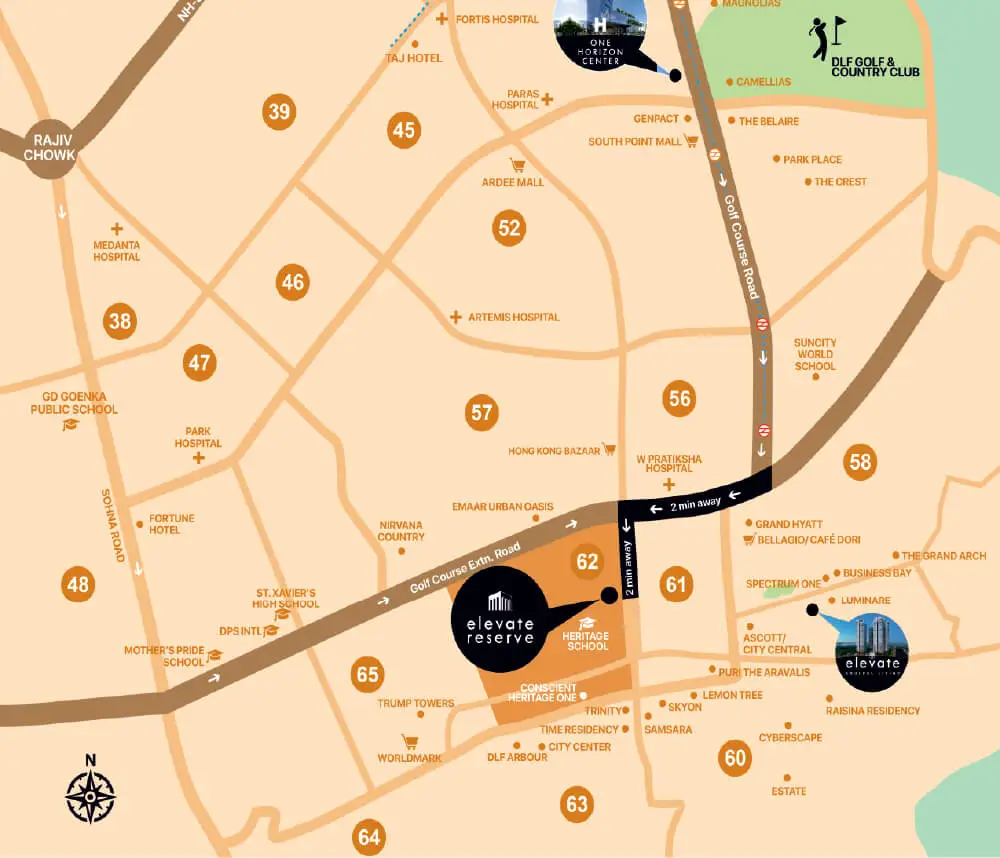 MAGNOLIAS
NH-
FORTIS HOSPITAL
H
ONE
HORIZON
CENTER
TAJ HOTEL
DLF GOLF &
COUNTRY CLUB
CAMELLIAS
PARAS
HOSPITAL
39
45
GENPACT
THE BELAIRE
SOUTH POINT MALL
RAJIV
CHOWK
PARK PLACE
ARDEE MALL
THE CREST
Golf Course Road
52
MEDANTA
HOSPITAL
46
38
ARTEMIS HOSPITAL
47
SUNCITY
WORLD
SCHOOL
GD GOENKA
PUBLIC SCHOOL
56
57
PARK
HOSPITAL
HONG KONG BAZAAR
W PRATIKSHA
HOSPITAL
58
SOHNA ROAD
2 min away
EMAAR URBAN OASIS
FORTUNE
HOTEL
NIRVANA
COUNTRY
GRAND HYATT
BELLAGIO/ CAFÉ DORI
Golf Course Extn. Road
2 min away
62
THE GRAND ARCH
BUSINESS BAY
SPECTRUM ONE
48
61
LUMINARE
ST. XAVIER'S
HIGH SCHOOL
elevate
reserve
DPS INTL
HERITAGE
SCHOOL
ASCOTT/
CITY CENTRAL
MOTHER'S PRIDE
SCHOOL
elevate
65
PURI THE ARAVALIS
CONSCIENT
HERITAGE ONE
LEMON TREE
TRUMP TOWERS
TRINITY
SKYON
RAISINA RESIDENCY
TIME RESIDENCY
SAMSARA
CYBERSCAPE
CITY CENTER
DLF ARBOUR
WORLDMARK
60
N
ESTATE
63
64